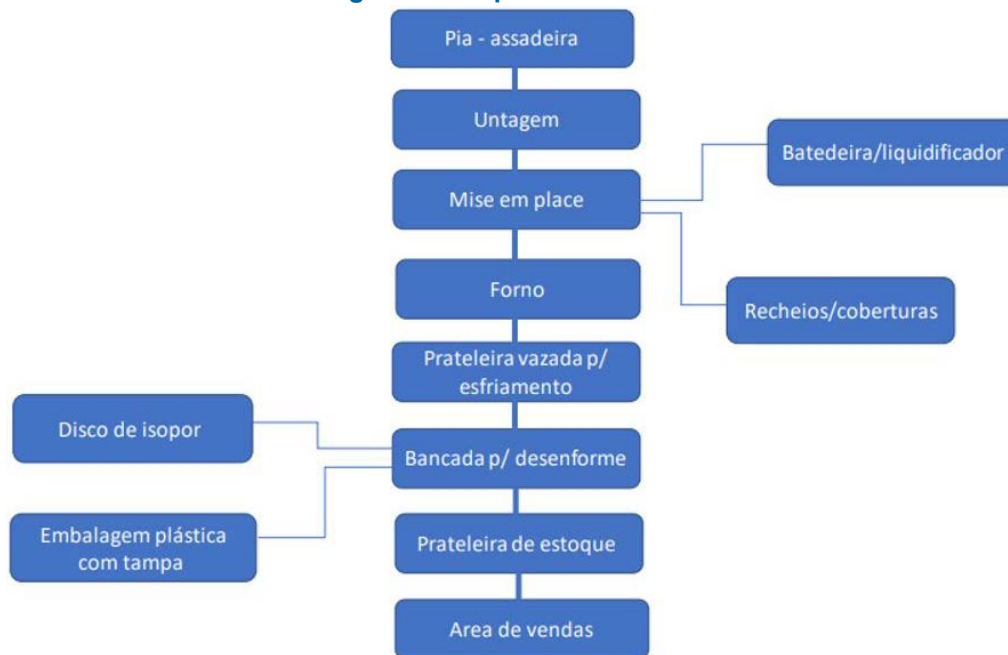 Pia - assadeira
Untagem
Batedeira/liquidificador
Mise em place
Forno
Recheios/coberturas
Prateleira vazada p/
esfriamento
Disco de isopor
Bancada p/ desenforme
Embalagem plástica
com tampa
Prateleira de estoque
Area de vendas